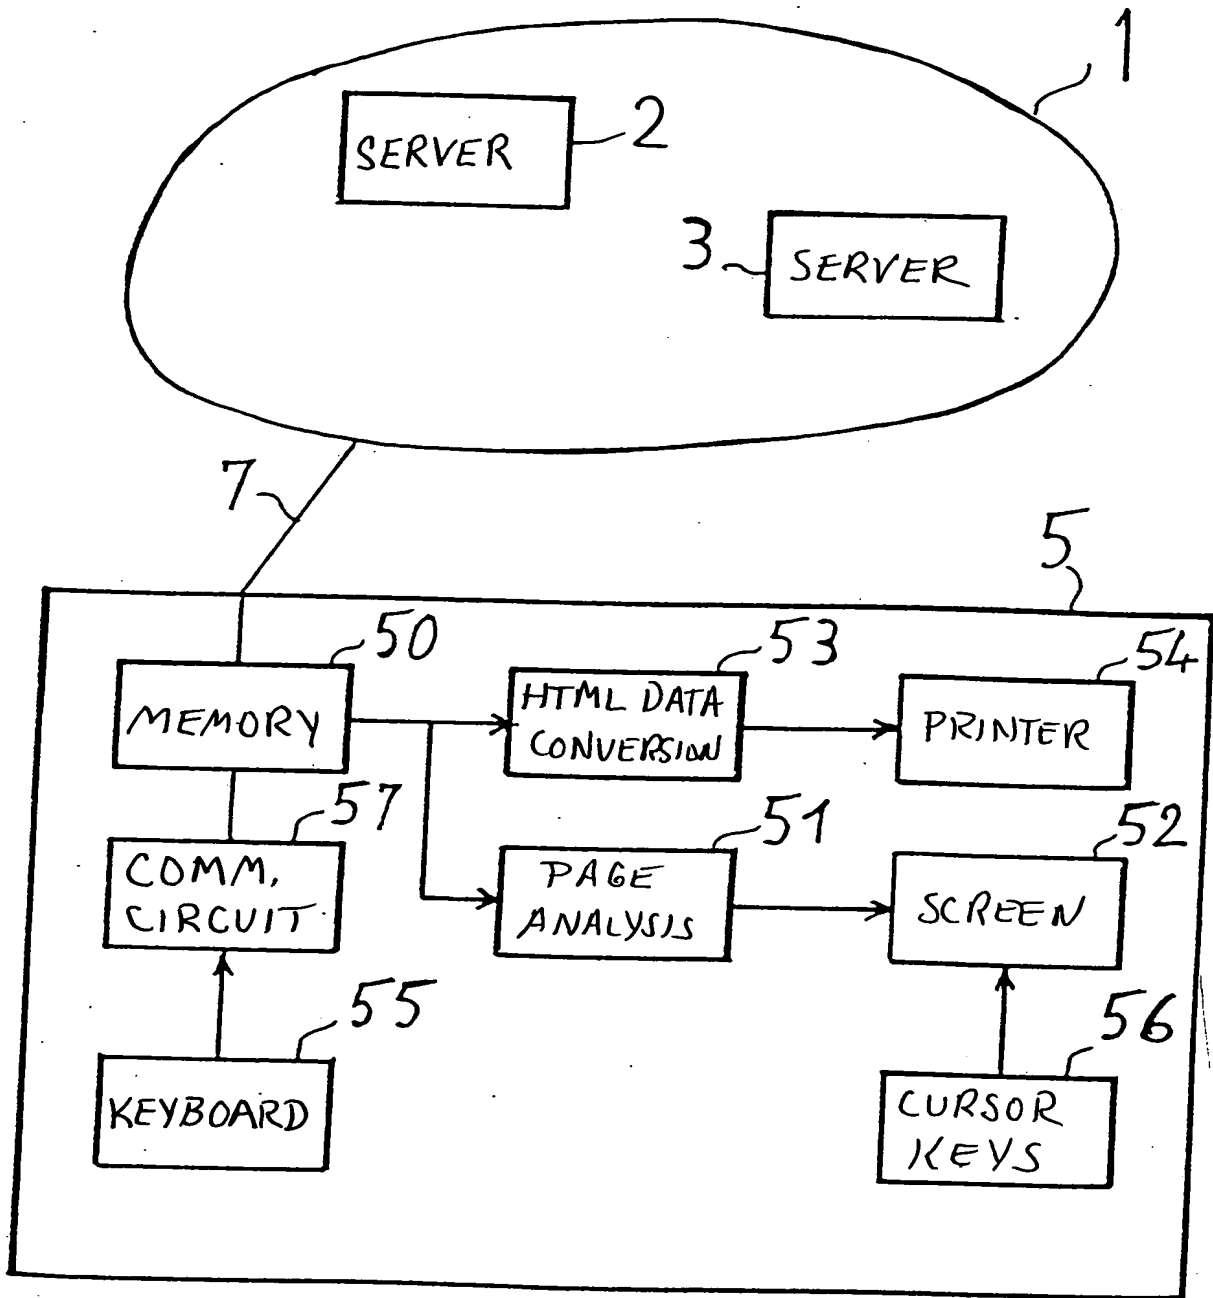 1
SERVER
2
3
SERVER
7
5
50
53
54
MEMORY
HTML DATA
CONVERSION
PRINTER
57
51
52
COMM.
CIRCUIT
PAGE
ANALYSIS
SCREEN
55
56
KEYBOARD
CURSOR
KEYS